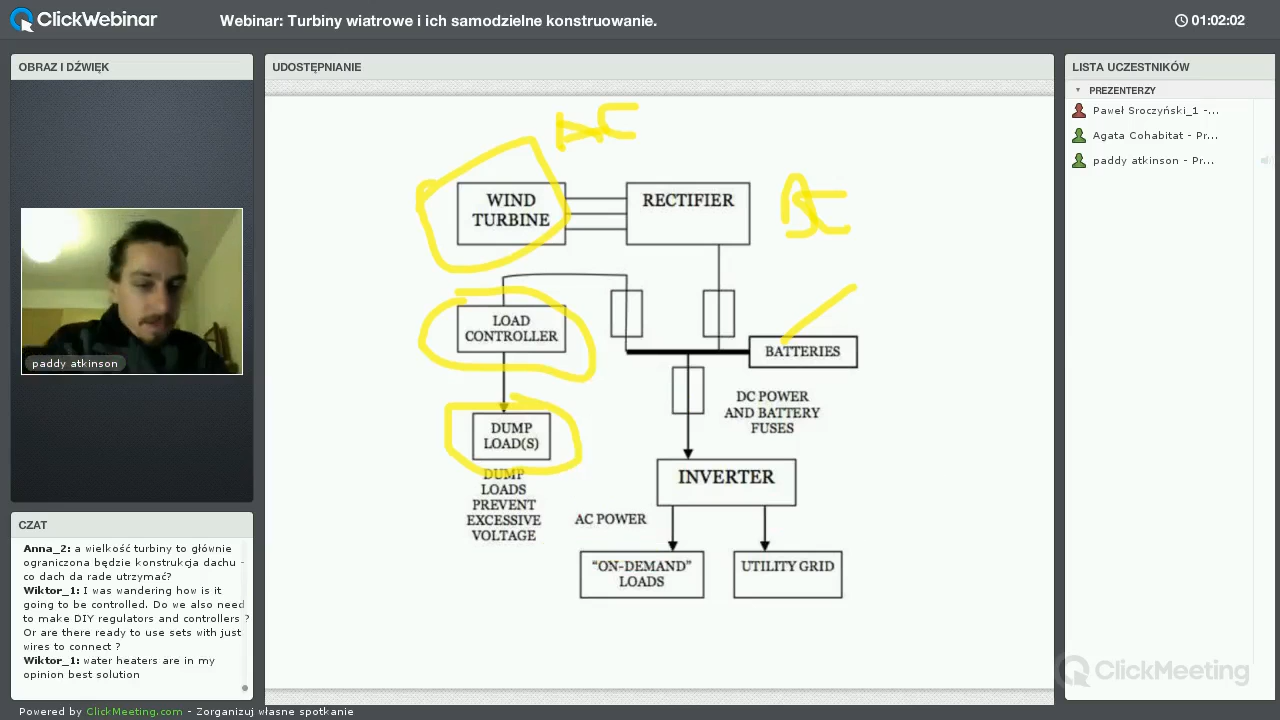 ClickWebinar
Webinar: Turbiny wiatrowe i ich samodzielne konstruowanie.
01:02:02
OBRAZ I DŹWIĘK
UDOSTĘPNIANIE
LISTA UCZESTNIKÓW
PREZENTERZY
Paweł Sroczyński_1 -...
Agata Cohabitat - Pr...
paddy atkinson - Pr...
paddy atkinson
WIND
TURBINE
RECTIFIER
LOAD
CONTROLLER
BATTERIES
DC POWER
AND BATTERY
FUSES
DUMP
LOAD(S)
DUMP
LOADS
PREVENT
EXCESSIVE
VOLTAGE
INVERTER
AC POWER
“ON-DEMAND”
LOADS
UTILITY GRID
CZAT
Anna_2: a wielkość turbiny to głównie
ograniczona będzie konstrukcja dachu -
co dach da rade utrzymać?
Wiktor_1: I was wandering how is it
going to be controlled. Do we also need
to make DIY regulators and controllers ?
Or are there ready to use sets with just
wires to connect ?
Wiktor_1: water heaters are in my
opinion best solution
ClickMeeting
Powered by ClickMeeting.com - Zorganizuj własne spotkanie